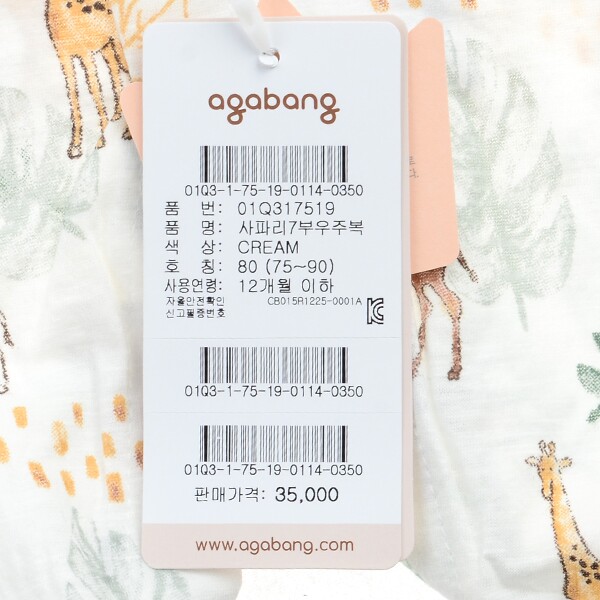 agabang
01Q3-1-75-19-0114-0350
품 번: 01Q317519
품 명: 사파리7부우주복
색 상: CREAM
호 칭: 80 (75~90)
사용연령: 12개월 이하
자율안전확인 CB015R1225-0001A
신고필증번호
01Q3-1-75-19-0114-0350
01Q3-1-75-19-0114-0350
판매가격: 35,000
www.agabang.com